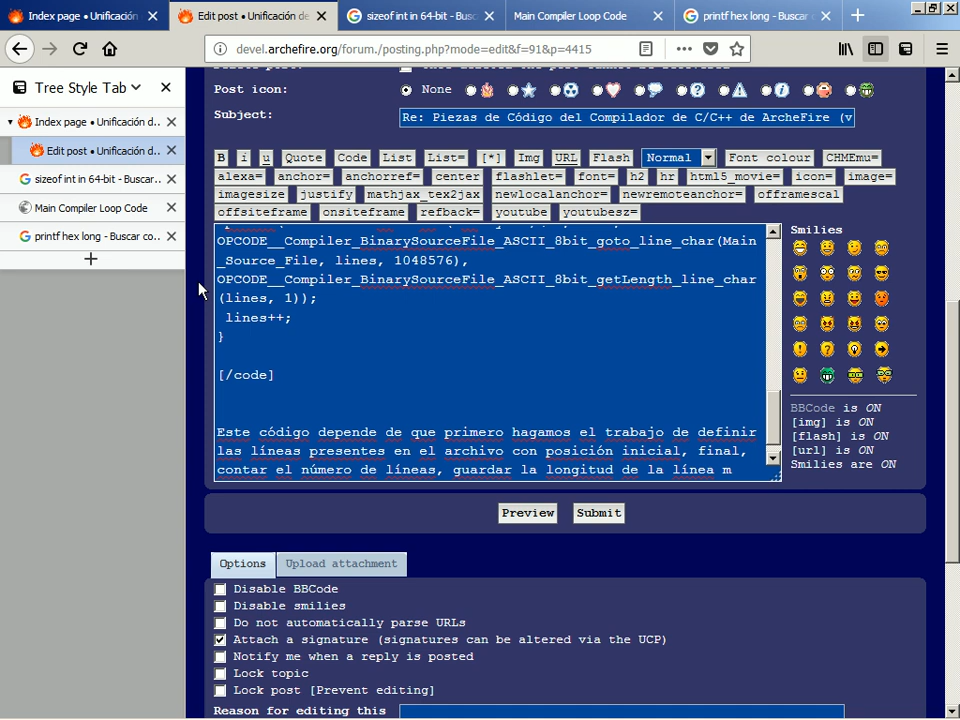 Index page • Unificación
Edit post • Unificación de
sizeof int in 64-bit - Busc
Main Compiler Loop Code
printf hex long - Buscar c
devel.archefire.org/forum./posting.php?mode=edit&f=91&p=4415
Tree Style Tab
Index page • Unificación d...
Edit post • Unificación d...
sizeof int in 64-bit - Buscar...
Main Compiler Loop Code
printf hex long - Buscar co...
Post icon:
None
Subject:
Re: Piezas de Código del Compilador de C/C++ de ArcheFire (v
B i u Quote Code List List= [*] Img URL Flash Normal Font colour CHMEmu=
alexa= anchor= anchorref= center flashlet= font= h2 hr html5_movie= icon= image=
imagesize justify mathjax_tex2jax newlocalanchor= newremoteanchor= offramescal
offsiteframe onsiteframe refback= youtube youtubesz=
OPCODE__Compiler_BinarySourceFile_ASCII_8bit_goto_line_char(Main
_Source_File, lines, 1048576),
OPCODE__Compiler_BinarySourceFile_ASCII_8bit_getLength_line_char
(lines, 1));
lines++;
}
[/code]
Este código depende de que primero hagamos el trabajo de definir
las líneas presentes en el archivo con posición inicial, final,
contar el número de líneas, guardar la longitud de la línea m
Smilies
BBCode is ON
[img] is ON
[flash] is ON
[url] is ON
Smilies are ON
Preview Submit
Options Upload attachment
Disable BBCode
Disable smilies
Do not automatically parse URLs
Attach a signature (signatures can be altered via the UCP)
Notify me when a reply is posted
Lock topic
Lock post [Prevent editing]
Reason for editing this